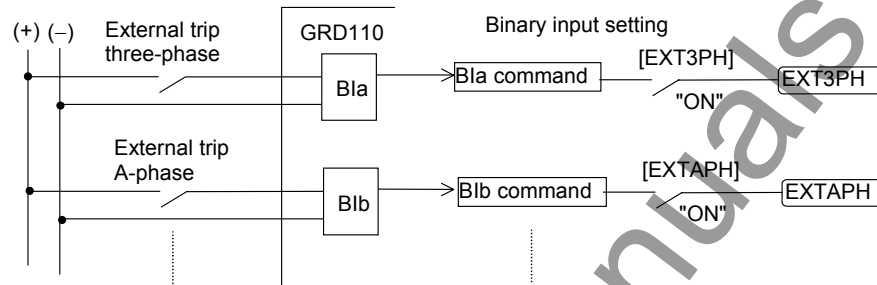 (+) (−) External trip three-phase GRD110 Binary input setting
[EXT3PH]
BIa BIa command EXT3PH
"ON"
External trip A-phase
[EXTAPH]
BIb BIb command EXTAPH
"ON"
nuals